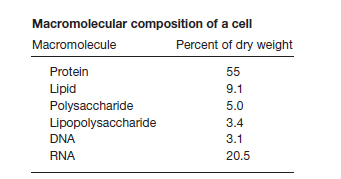 Macromolecular composition of a cell
Macromolecule Percent of dry weight
Protein 55
Lipid 9.1
Polysaccharide 5.0
Lipopolysaccharide 3.4
DNA 3.1
RNA 20.5